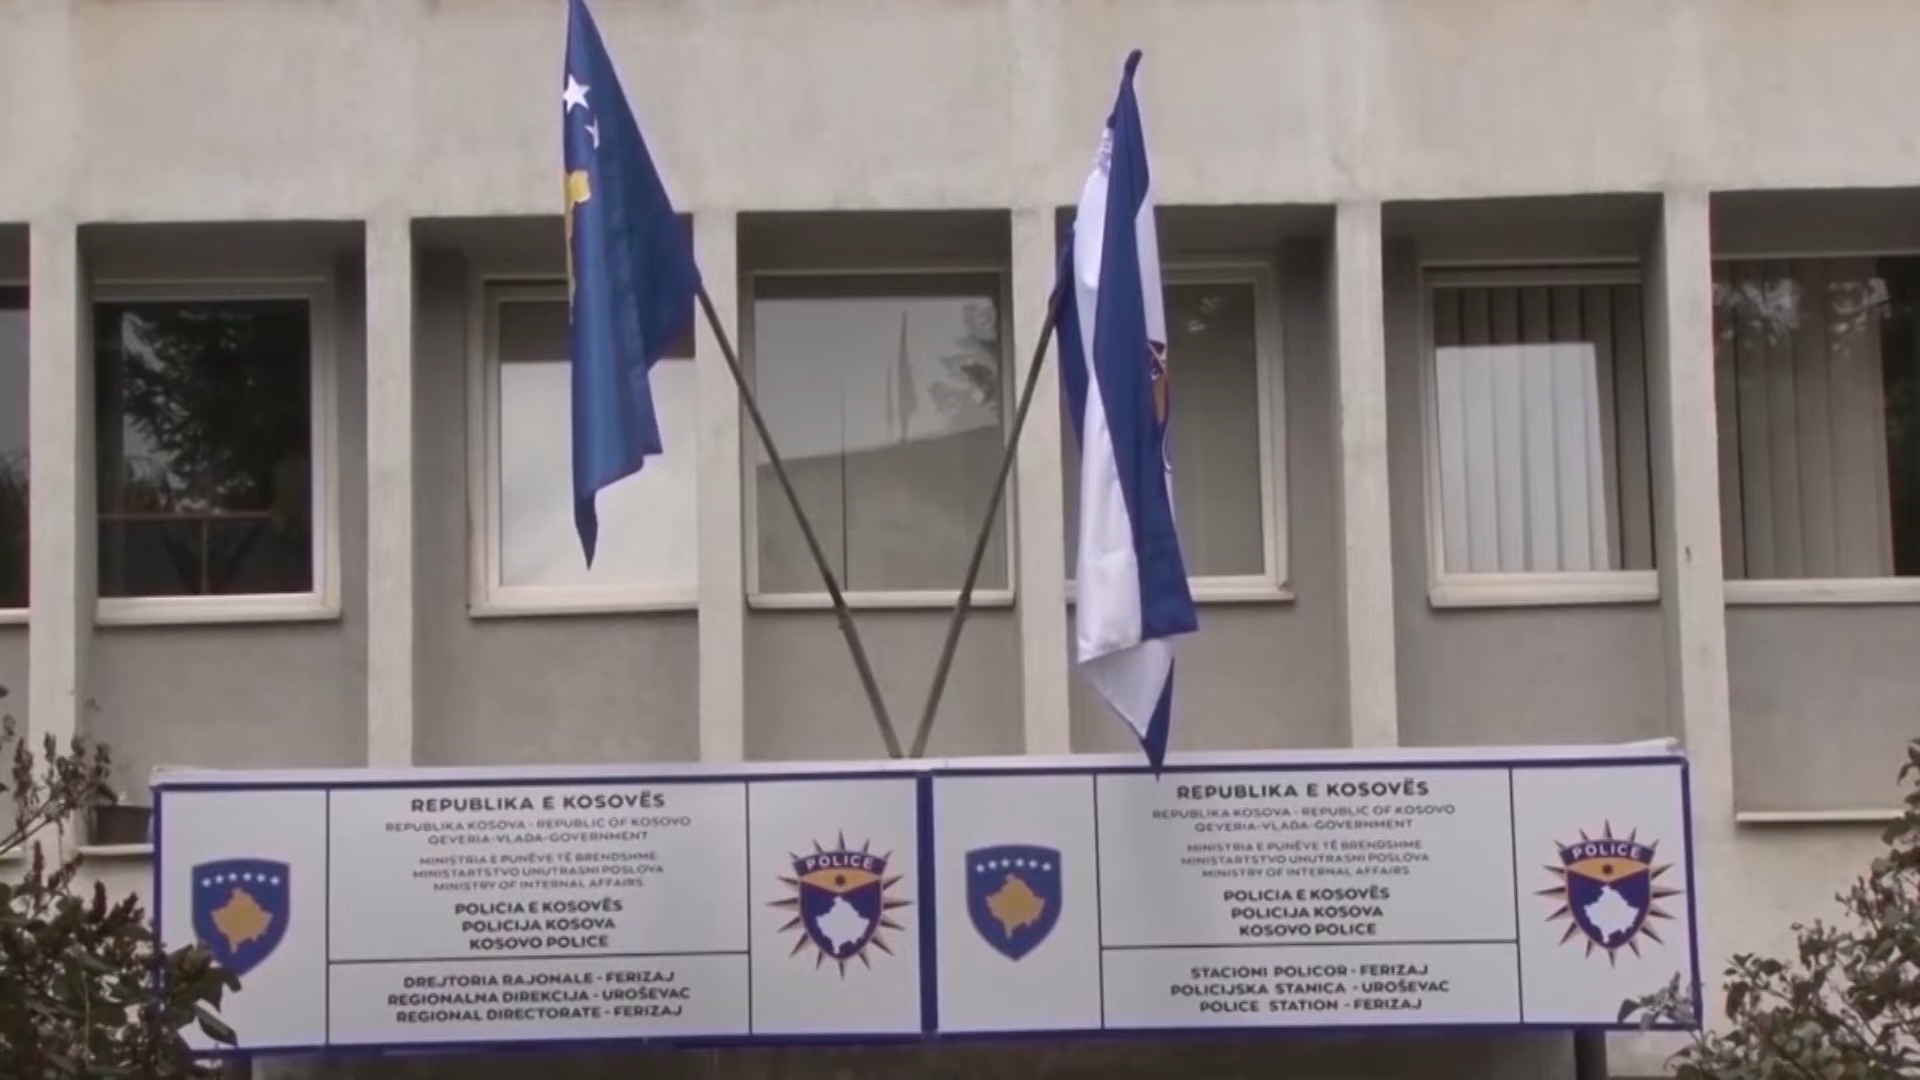 REPUBLIKA E KOSOVËS
REPUBLIKA KOSOVA - REPUBLIC OF KOSOVO
QEVERIA-VLADA-GOVERNMENT
MINISTRIA E PUNËVE TË BRENDSHME
MINISTARTSTVO UNUTRASNI POSLOVA
MINISTRY OF INTERNAL AFFAIRS
POLICIA E KOSOVËS
POLICIJA KOSOVA
KOSOVO POLICE
DREJTORIA RAJONALE - FERIZAJ
REGIONALNA DIREKCIJA - UROŠEVAC
REGIONAL DIRECTORATE - FERIZAJ
POLICE
REPUBLIKA E KOSOVËS
REPUBLIKA KOSOVA - REPUBLIC OF KOSOVO
QEVERIA-VLADA-GOVERNMENT
MINISTRIA E PUNËVE TË BRENDSHME
MINISTARTSTVO UNUTRASNI POSLOVA
MINISTRY OF INTERNAL AFFAIRS
POLICIA E KOSOVËS
POLICIJA KOSOVA
KOSOVO POLICE
STACIONI POLICOR - FERIZAJ
POLICIJSKA STANICA - UROŠEVAC
POLICE STATION - FERIZAJ
POLICE